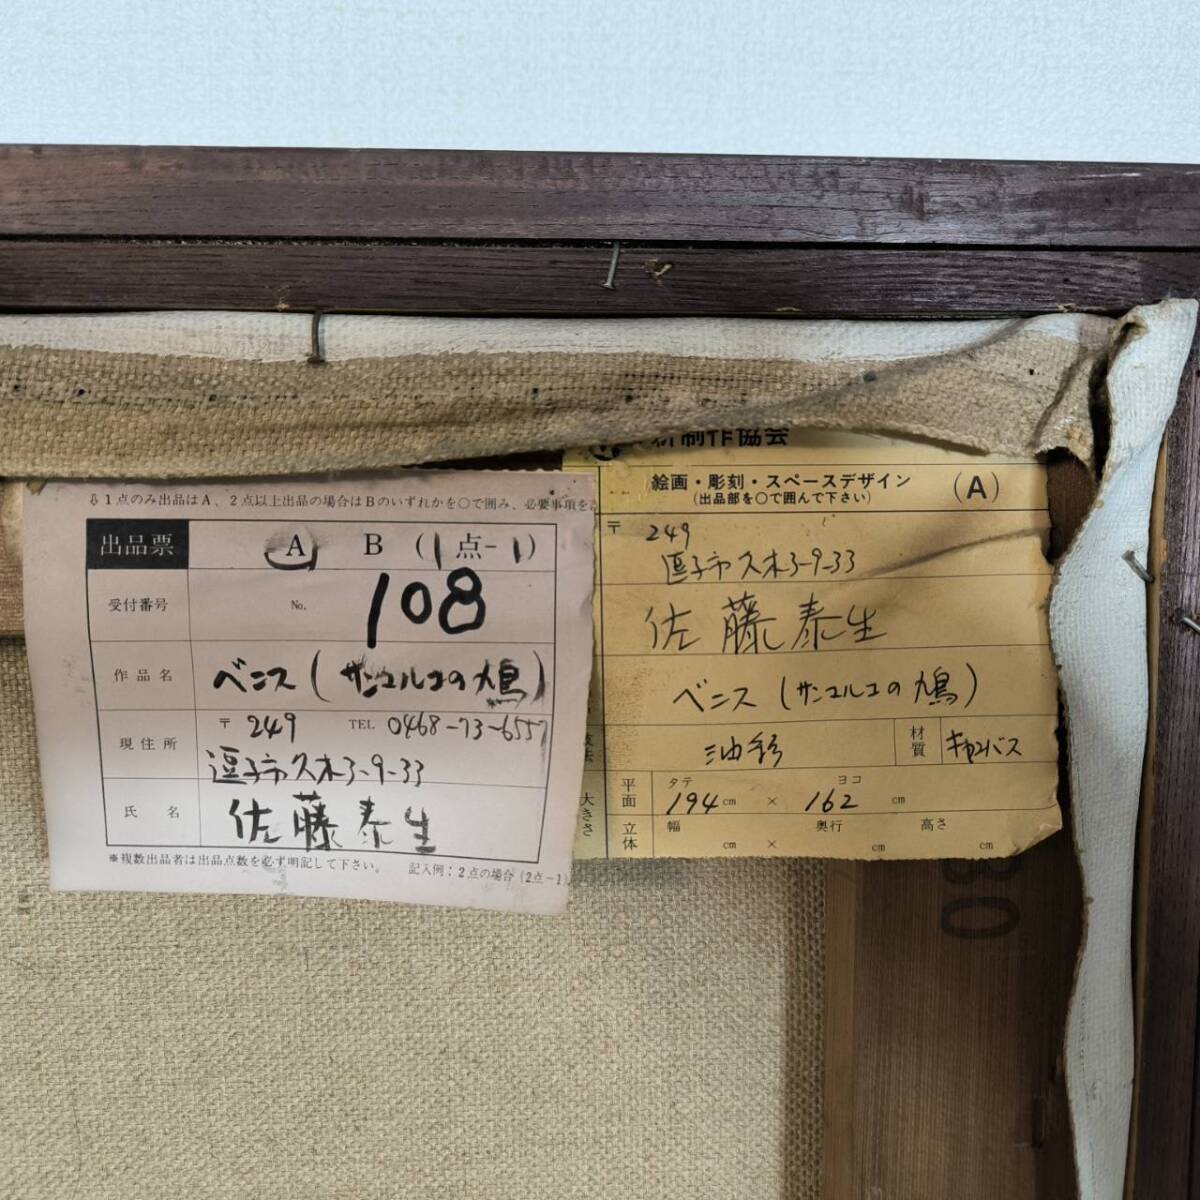 ⇩1点のみ出品はA、2点以上出品の場合はBのいずれかを○で囲み、必要事項を
出品票 A B (1点-1)
受付番号 No. 108
作品名 ベニス(サンマルコの鳩)
現住所 〒249 TEL 0468-73-6557
逗子市久木3-9-33
氏名 佐藤泰生
※複数出品者は出品点数を必ず明記して下さい。 記入例:2点の場合(2点-1)
新制作協会
絵画・彫刻・スペースデザイン (A)
(出品部を○で囲んで下さい)
〒 249
逗子市久木3-9-33
佐藤泰生
ベニス(サンマルコの鳩)
技法 油彩 材質 キャンバス
大きさ 平面 タテ 194cm × ヨコ 162cm
立体 幅 cm × 奥行 cm 高さ cm
30